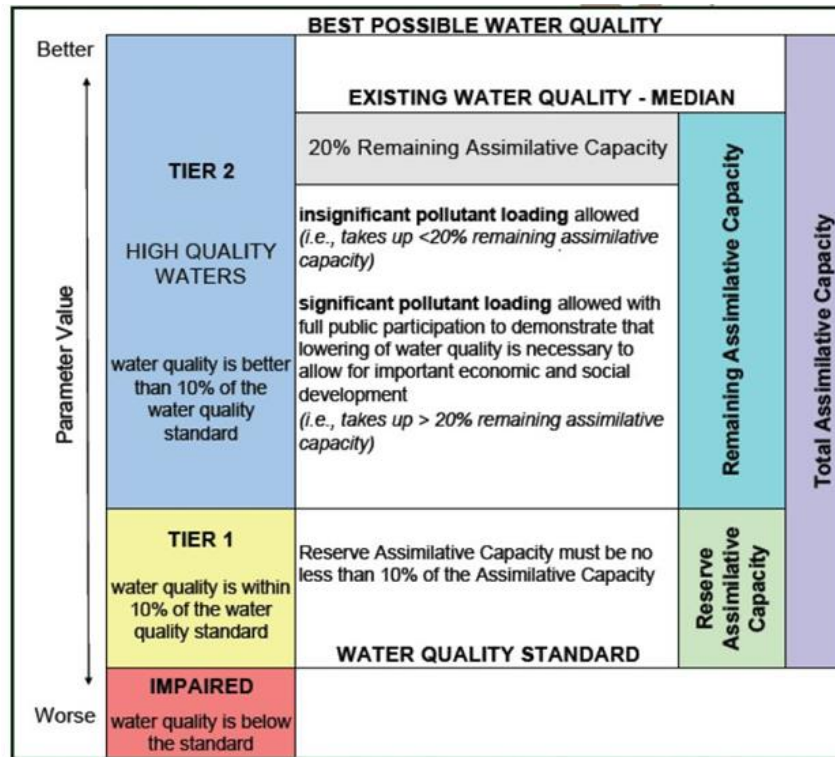 BEST POSSIBLE WATER QUALITY
Better
EXISTING WATER QUALITY - MEDIAN
20% Remaining Assimilative Capacity
TIER 2
HIGH QUALITY
WATERS
water quality is better
than 10% of the
water quality
standard
insignificant pollutant loading allowed
(i.e., takes up <20% remaining assimilative
capacity)
significant pollutant loading allowed with
full public participation to demonstrate that
lowering of water quality is necessary to
allow for important economic and social
development
(i.e., takes up > 20% remaining assimilative
capacity)
Remaining Assimilative Capacity
Total Assimilative Capacity
Parameter Value
TIER 1
water quality is within
10% of the water
quality standard
Reserve Assimilative Capacity must be no
less than 10% of the Assimilative Capacity
Reserve
Assimilative
Capacity
WATER QUALITY STANDARD
IMPAIRED
water quality is below
the standard
Worse